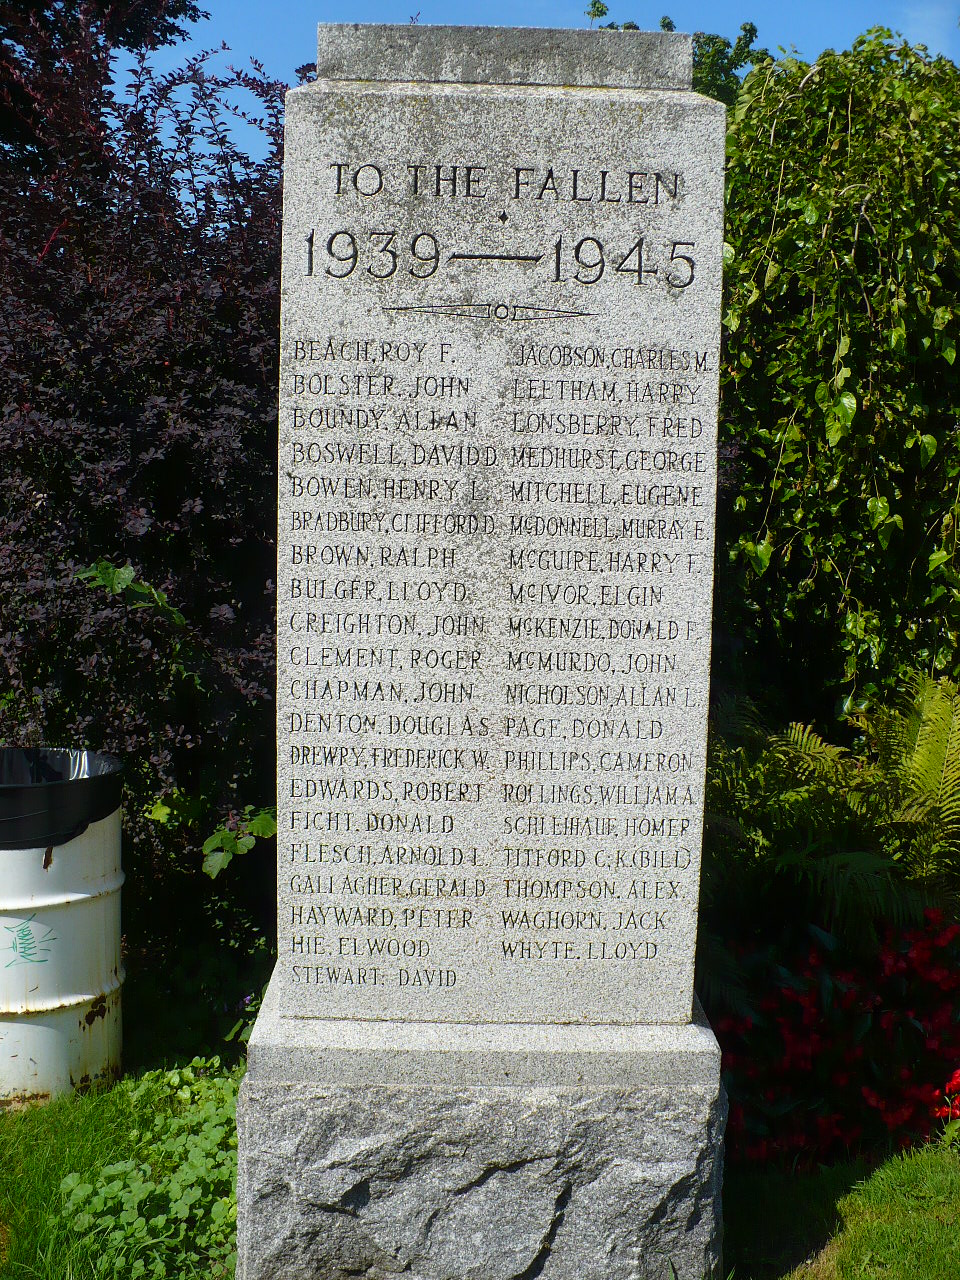 TO THE FALLEN
1939 — 1945
BEACH, ROY F.
BOLSTER, JOHN
BOUNDY, ALLAN
BOSWELL, DAVID D.
BOWEN, HENRY L.
BRADBURY, CLIFFORD D.
BROWN, RALPH
BULGER, LLOYD
CREIGHTON, JOHN
CLEMENT, ROGER
CHAPMAN, JOHN
DENTON, DOUGLAS
DREWRY, FREDERICK W.
EDWARDS, ROBERT
FICHT, DONALD
FLESCH, ARNOLD L.
GALLAGHER, GERALD
HAYWARD, PETER
HIE, ELWOOD
STEWART, DAVID
JACOBSON, CHARLES M.
LEETHAM, HARRY
LONSBERRY, FRED
MEDHURST, GEORGE
MITCHELL, EUGENE
McDONNELL, MURRAY E.
McGUIRE, HARRY F.
McIVOR, ELGIN
McKENZIE, DONALD F.
McMURDO, JOHN
NICHOLSON, ALLAN L.
PAGE, DONALD
PHILLIPS, CAMERON
ROLLINGS, WILLIAM A.
SCHLEIHAUF, HOMER
TITFORD C. K. (BILL)
THOMPSON, ALEX.
WAGHORN, JACK
WHYTE, LLOYD